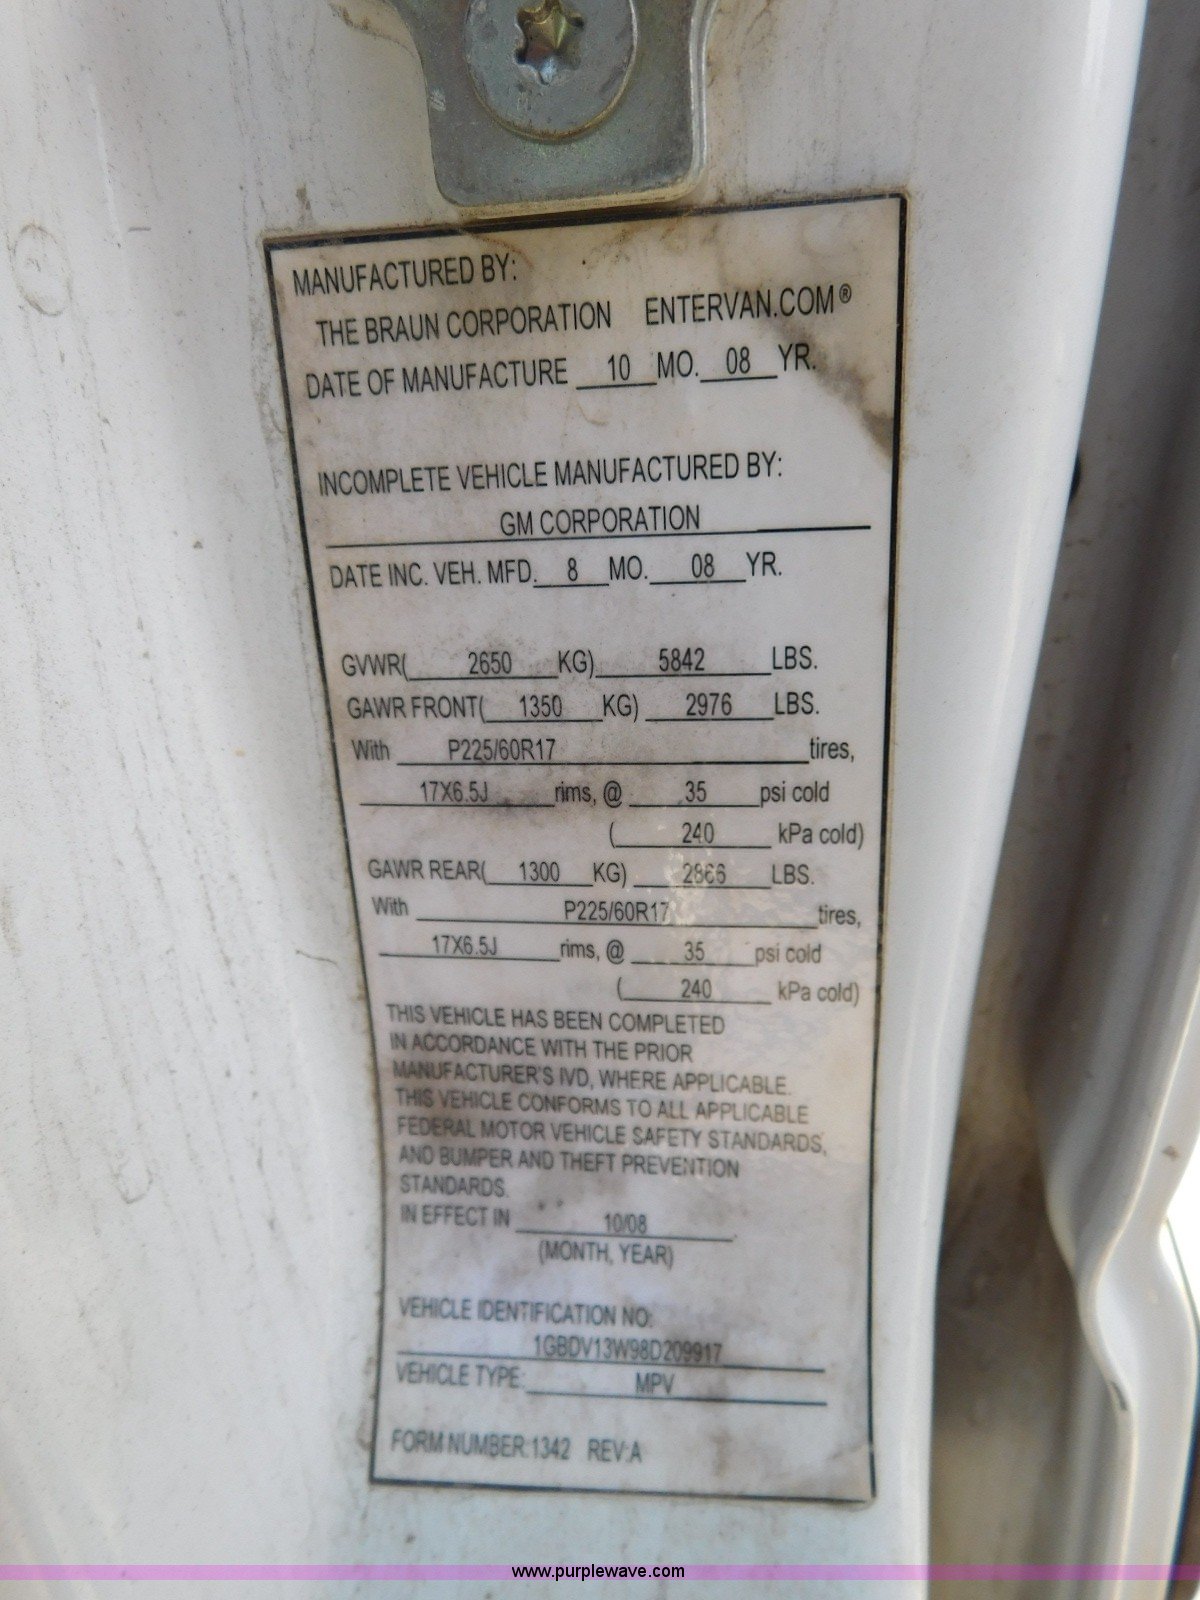 MANUFACTURED BY:
THE BRAUN CORPORATION ENTERVAN.COM®
DATE OF MANUFACTURE 10 MO. 08 YR.
INCOMPLETE VEHICLE MANUFACTURED BY:
GM CORPORATION
DATE INC. VEH. MFD. 8 MO. 08 YR.
GVWR( 2650 KG) 5842 LBS.
GAWR FRONT( 1350 KG) 2976 LBS.
With P225/60R17 tires,
17X6.5J rims, @ 35 psi cold
( 240 kPa cold)
GAWR REAR( 1300 KG) 2866 LBS.
With P225/60R17 tires,
17X6.5J rims, @ 35 psi cold
( 240 kPa cold)
THIS VEHICLE HAS BEEN COMPLETED
IN ACCORDANCE WITH THE PRIOR
MANUFACTURER'S IVD, WHERE APPLICABLE.
THIS VEHICLE CONFORMS TO ALL APPLICABLE
FEDERAL MOTOR VEHICLE SAFETY STANDARDS,
AND BUMPER AND THEFT PREVENTION
STANDARDS.
IN EFFECT IN 10/08
(MONTH, YEAR)
VEHICLE IDENTIFICATION NO:
1GBDV13W98D209917
VEHICLE TYPE: MPV
FORM NUMBER:1342 REV:A
www.purplewave.com